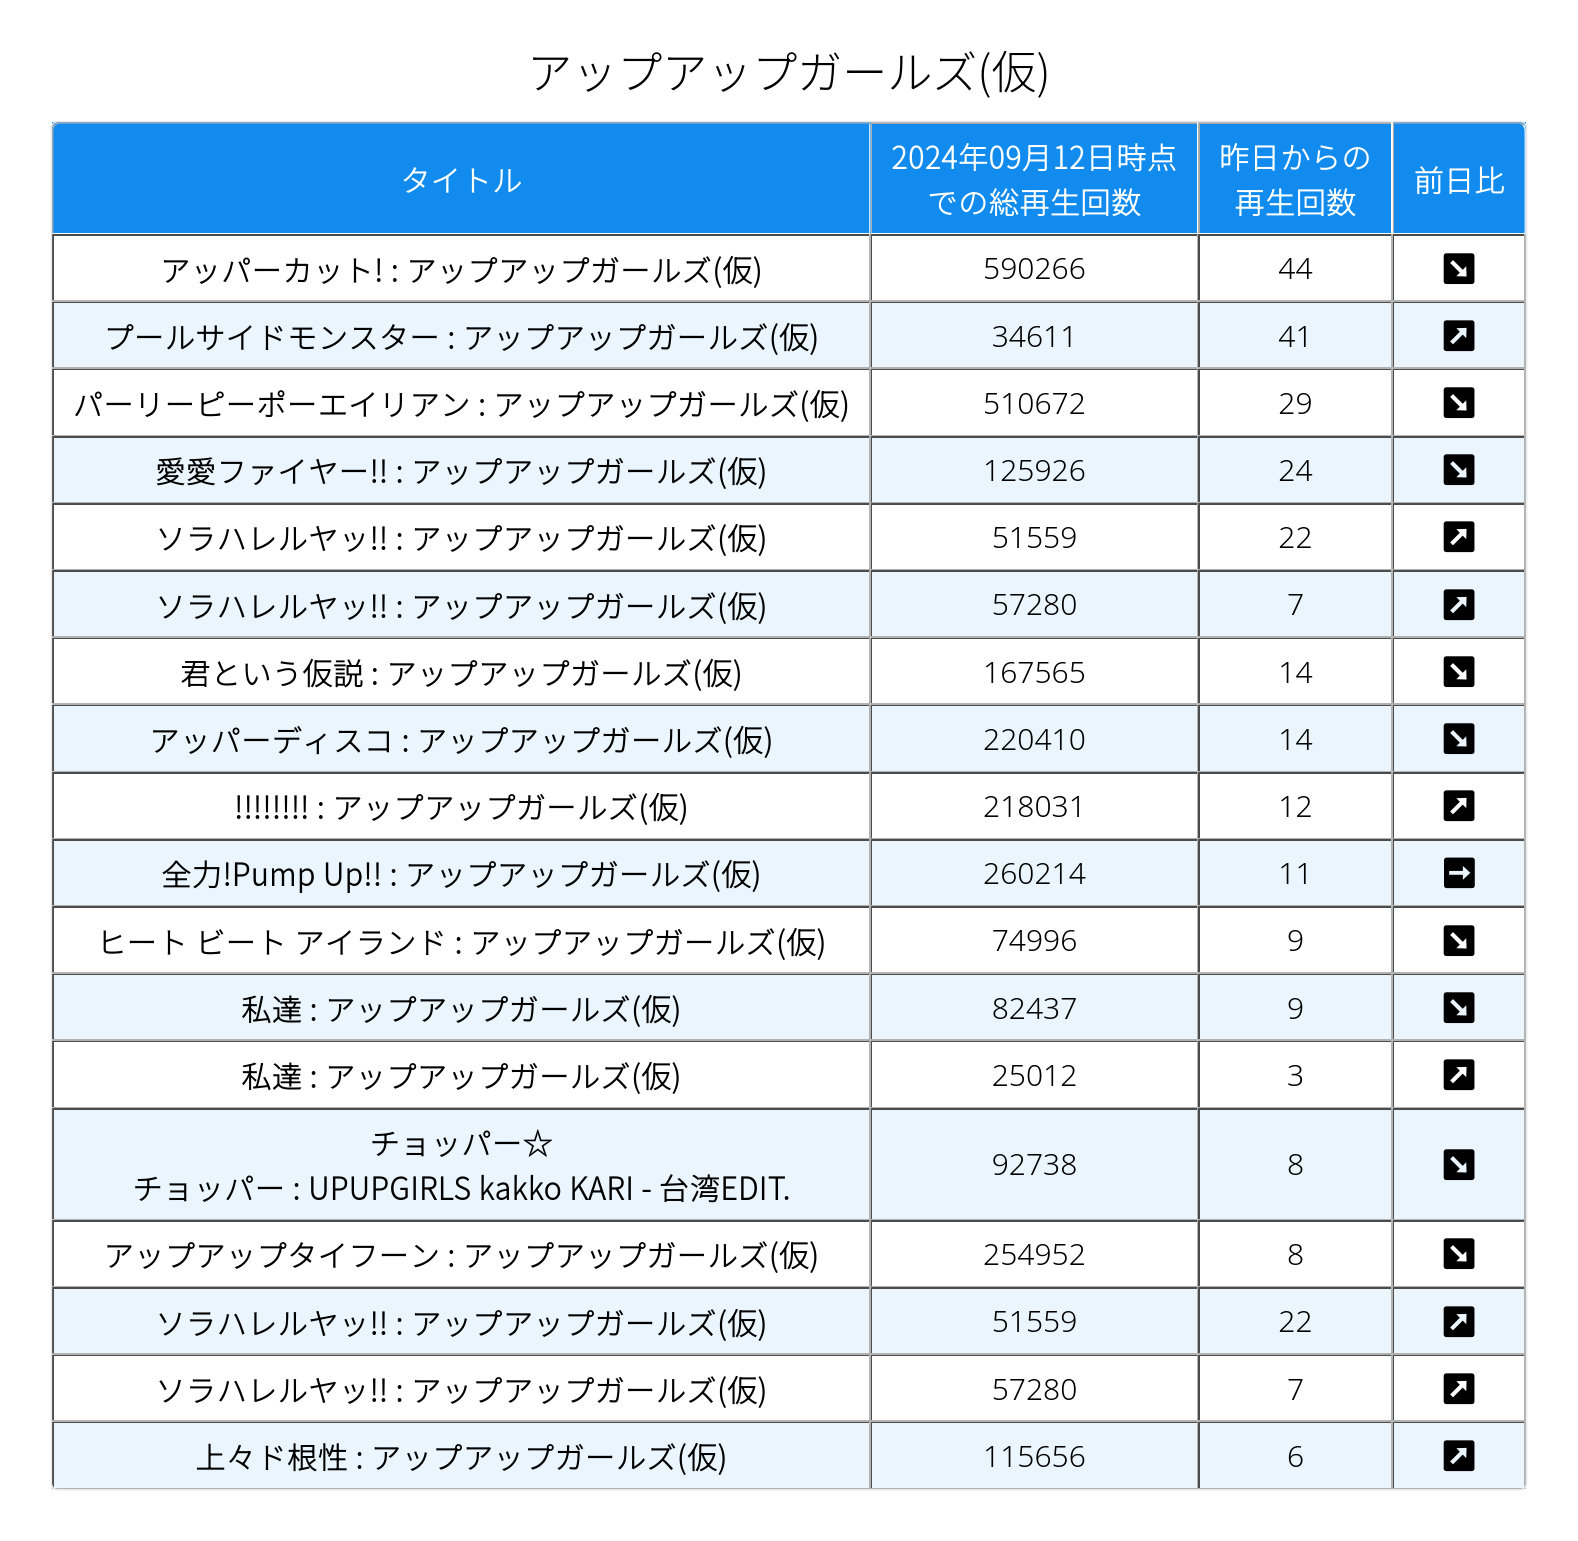 アップアップガールズ(仮)
タイトル 2024年09月12日時点での総再生回数 昨日からの再生回数 前日比
アッパーカット! : アップアップガールズ(仮) 590266 44 ↘
プールサイドモンスター : アップアップガールズ(仮) 34611 41 ↗
パーリーピーポーエイリアン : アップアップガールズ(仮) 510672 29 ↘
愛愛ファイヤー!! : アップアップガールズ(仮) 125926 24 ↘
ソラハレルヤッ!! : アップアップガールズ(仮) 51559 22 ↗
ソラハレルヤッ!! : アップアップガールズ(仮) 57280 7 ↗
君という仮説 : アップアップガールズ(仮) 167565 14 ↘
アッパーディスコ : アップアップガールズ(仮) 220410 14 ↘
!!!!!!!! : アップアップガールズ(仮) 218031 12 ↗
全力!Pump Up!! : アップアップガールズ(仮) 260214 11 →
ヒート ビート アイランド : アップアップガールズ(仮) 74996 9 ↘
私達 : アップアップガールズ(仮) 82437 9 ↘
私達 : アップアップガールズ(仮) 25012 3 ↗
チョッパー☆
チョッパー : UPUPGIRLS kakko KARI - 台湾EDIT. 92738 8 ↘
アップアップタイフーン : アップアップガールズ(仮) 254952 8 ↘
ソラハレルヤッ!! : アップアップガールズ(仮) 51559 22 ↗
ソラハレルヤッ!! : アップアップガールズ(仮) 57280 7 ↗
上々ド根性 : アップアップガールズ(仮) 115656 6 ↗